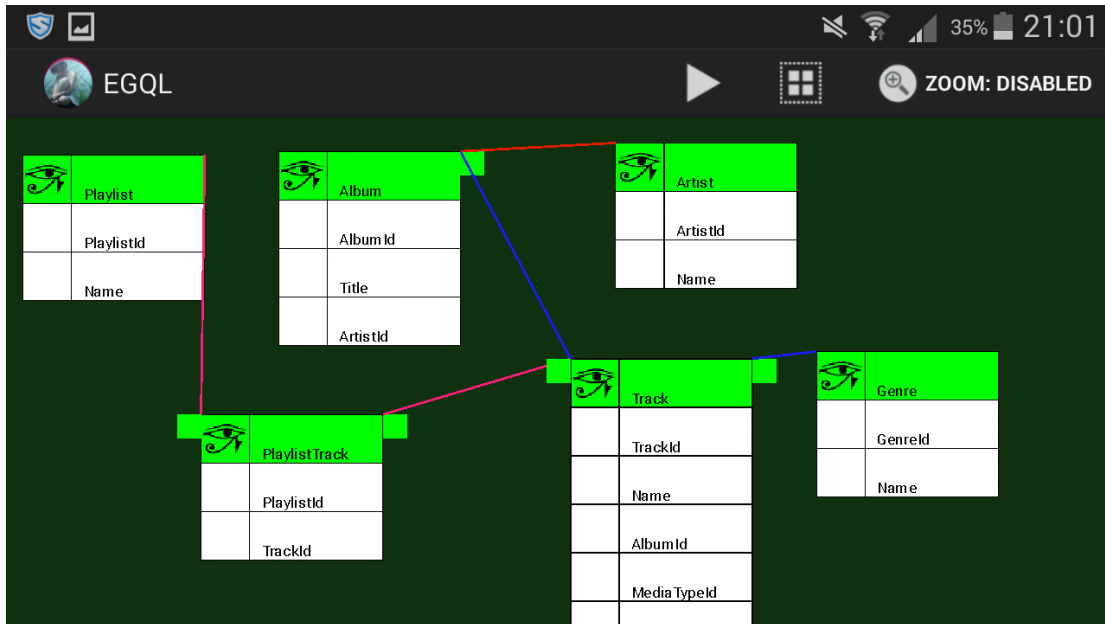 35% 21:01
EGQL
ZOOM: DISABLED
Playlist
PlaylistId
Name
Album
AlbumId
Title
ArtistId
Artist
ArtistId
Name
PlaylistTrack
PlaylistId
TrackId
Track
TrackId
Name
AlbumId
MediaTypeId
Genre
GenreId
Name